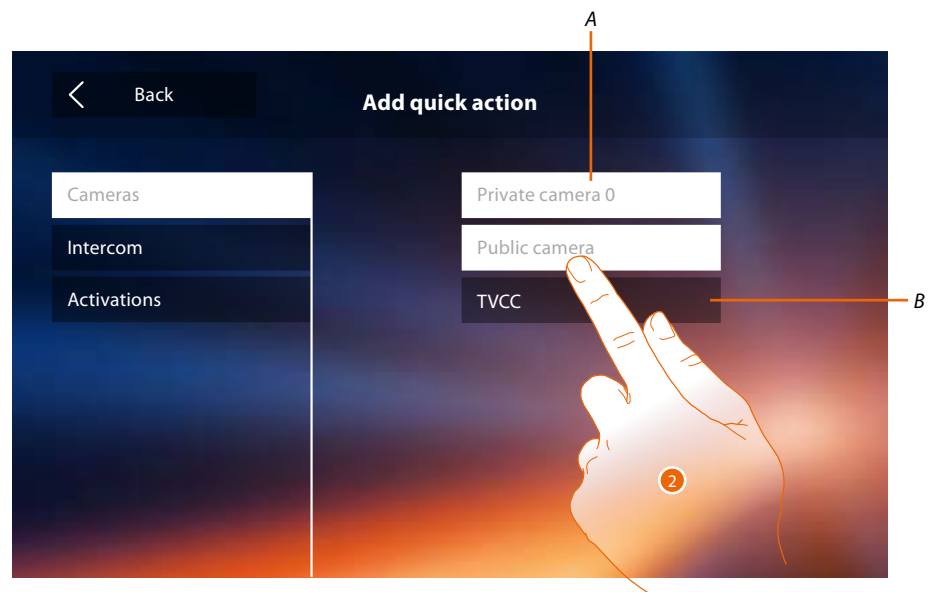 A
Back
Add quick action
Cameras
Private camera 0
Intercom
Public camera
Activations
TVCC
B
2